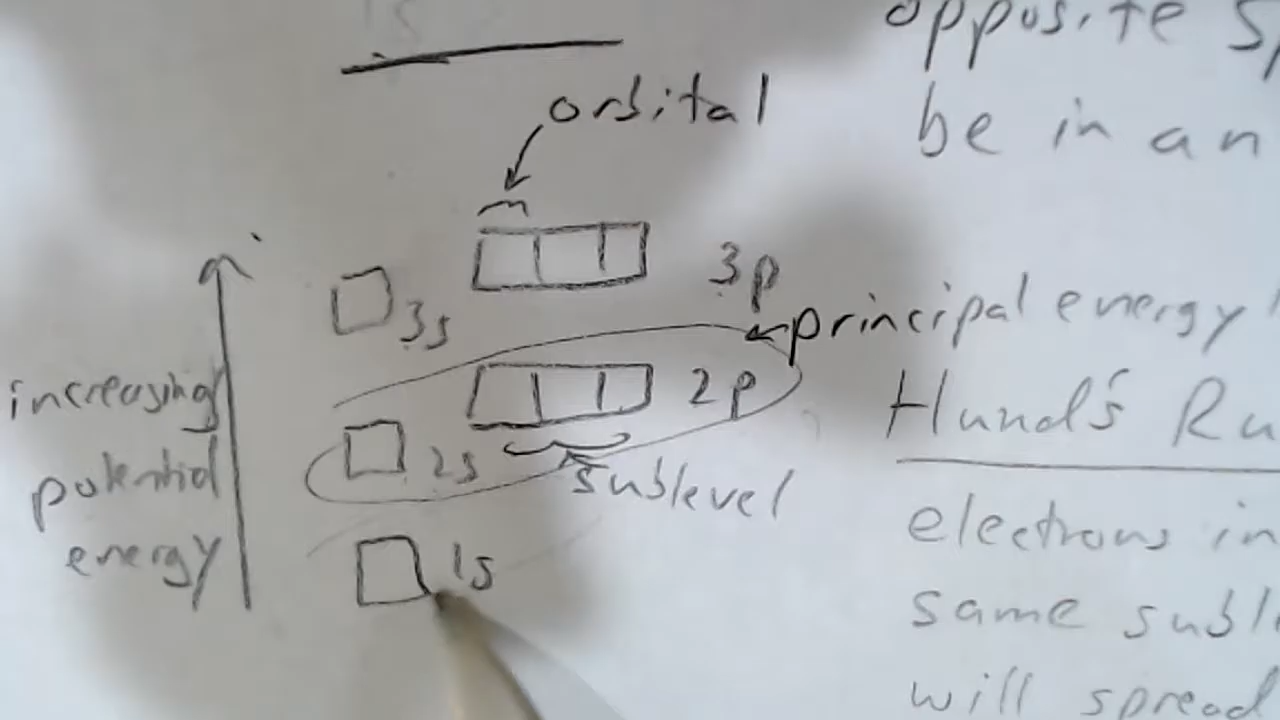 opposite
be in an
orbital
3p
3s
principal energy
increasing
potential
energy
2p
2s
sublevel
1s
Hund's
electrons in
same
will spread